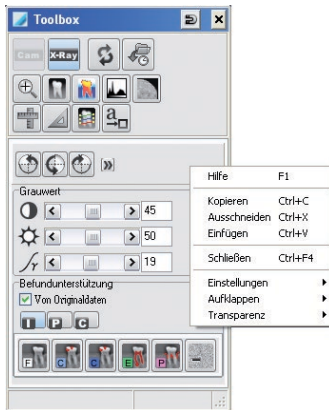 Toolbox
Cam X-Ray
a
Hilfe F1
Grauwert
Kopieren Ctrl+C
45
Ausschneiden Ctrl+X
50
Einfügen Ctrl+V
fγ 19
Schließen Ctrl+F4
Befundunterstützung
Einstellungen
Von Originaldaten
Aufklappen
I P C
Transparenz
F C C E P